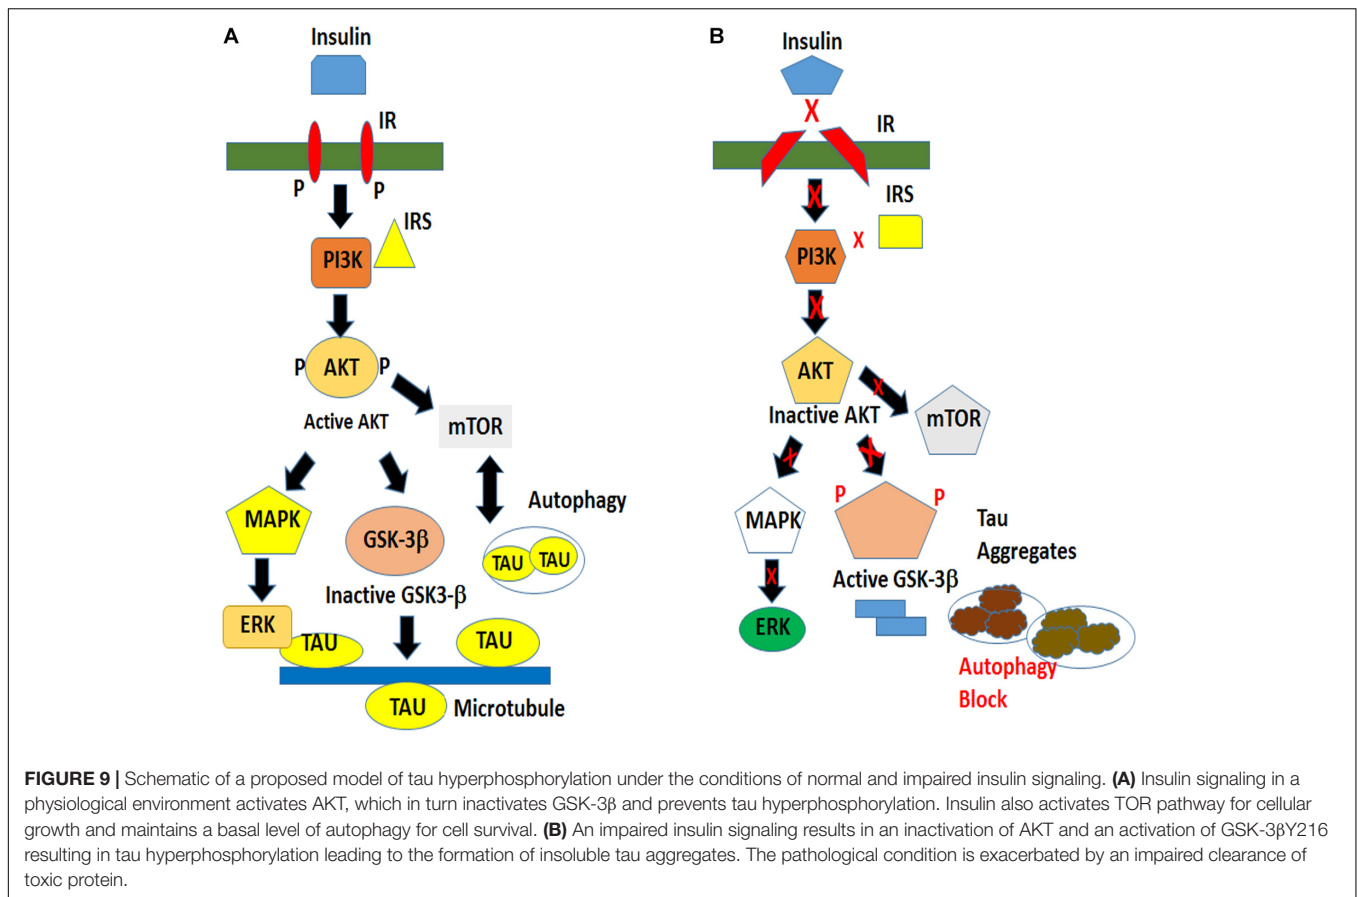 A
Insulin
IR
P
P
IRS
PI3K
P
AKT
P
Active AKT
mTOR
MAPK
GSK-3β
Autophagy
TAU
TAU
Inactive GSK3-β
ERK
TAU
TAU
TAU
Microtubule
B
Insulin
X
IR
X
IRS
PI3K
X
X
AKT
X
Inactive AKT
mTOR
X
X
P
P
MAPK
Tau
Aggregates
X
Active GSK-3β
ERK
Autophagy
Block
FIGURE 9 | Schematic of a proposed model of tau hyperphosphorylation under the conditions of normal and impaired insulin signaling. (A) Insulin signaling in a
physiological environment activates AKT, which in turn inactivates GSK-3β and prevents tau hyperphosphorylation. Insulin also activates TOR pathway for cellular
growth and maintains a basal level of autophagy for cell survival. (B) An impaired insulin signaling results in an inactivation of AKT and an activation of GSK-3βY216
resulting in tau hyperphosphorylation leading to the formation of insoluble tau aggregates. The pathological condition is exacerbated by an impaired clearance of
toxic protein.